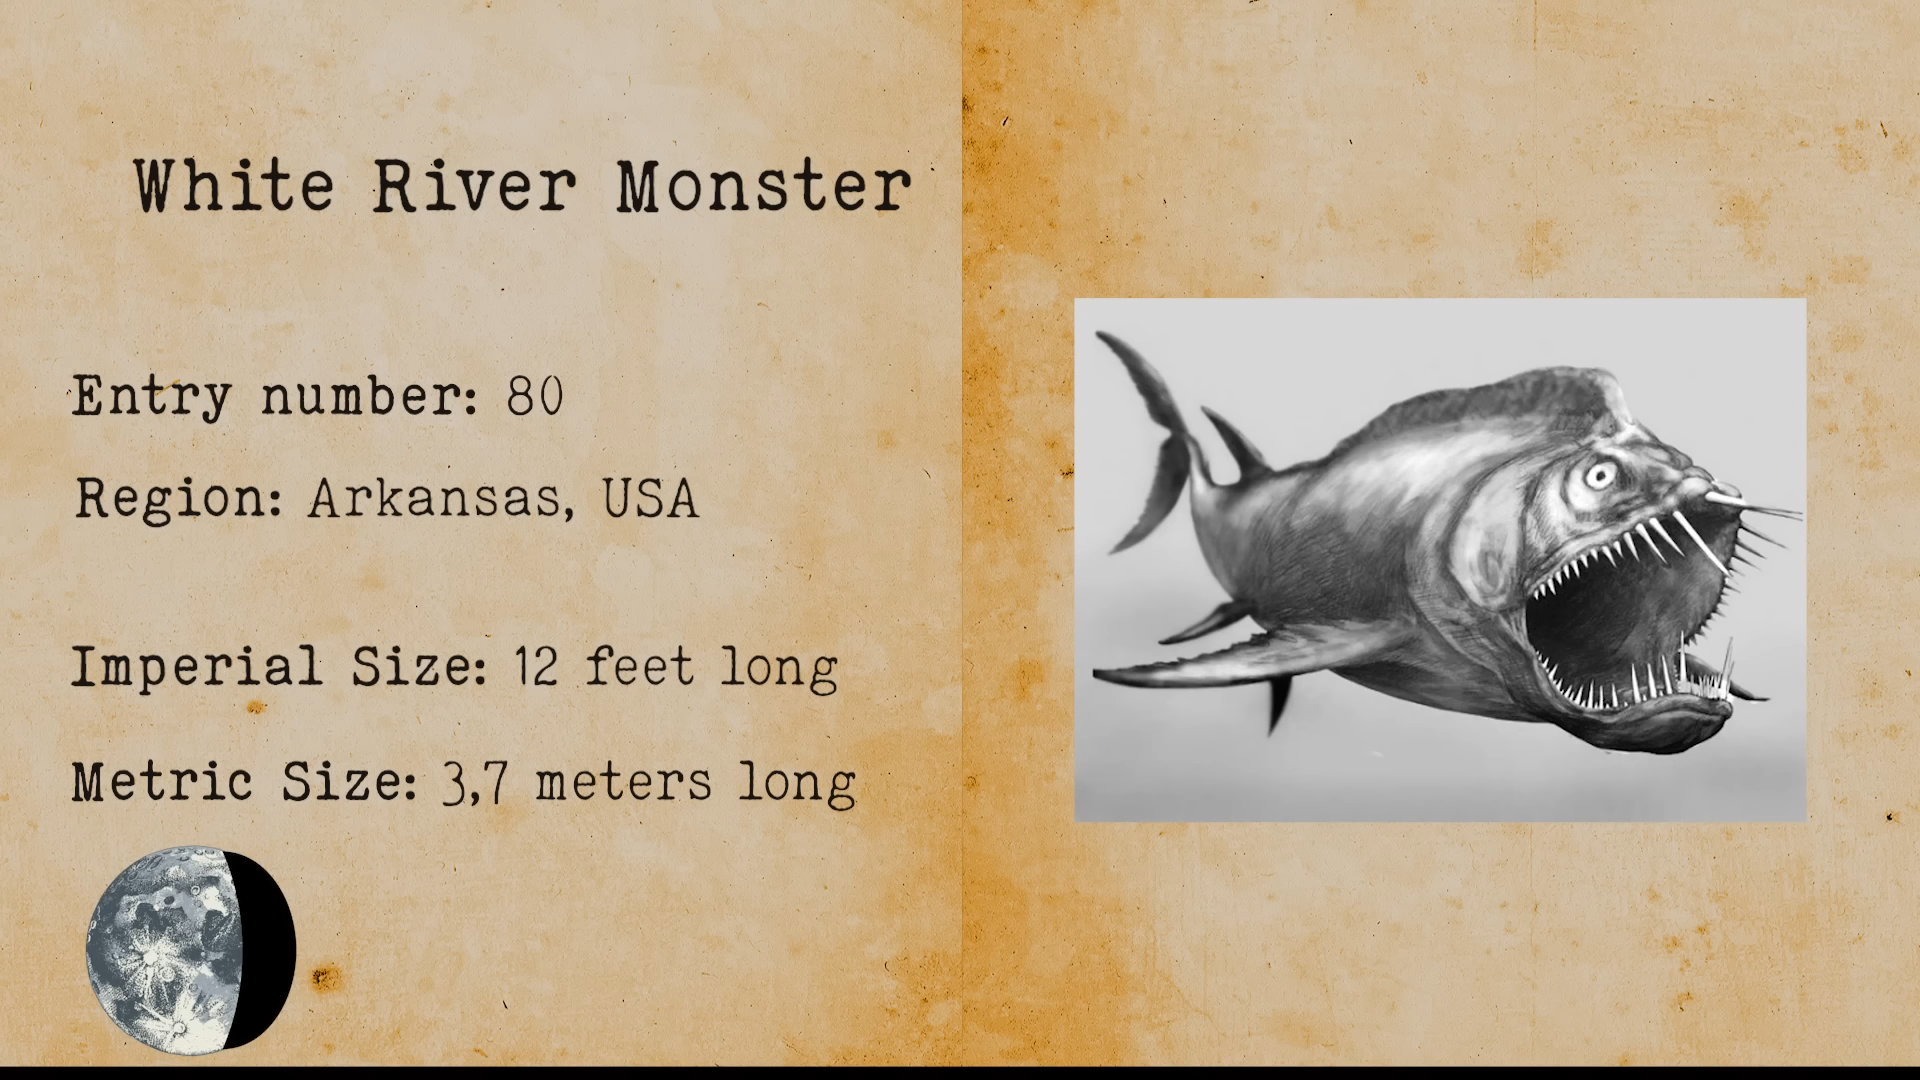 White River Monster
Entry number: 80
Region: Arkansas, USA
Imperial Size: 12 feet long
Metric Size: 3,7 meters long